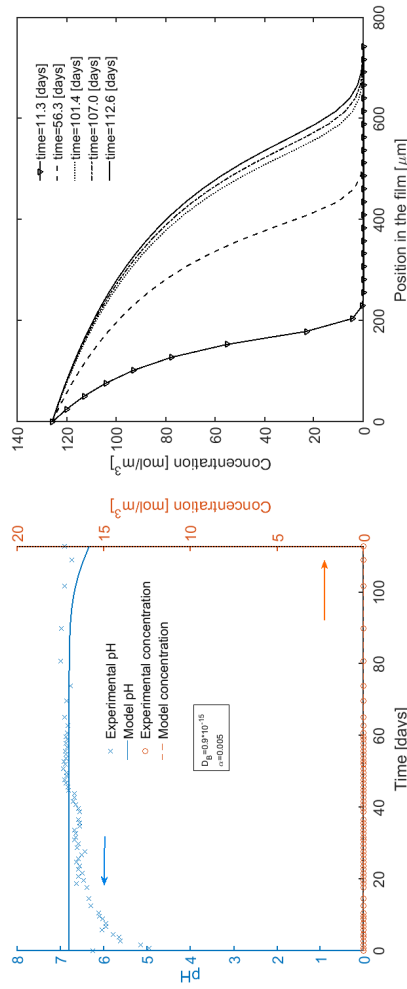 8
7
6
5
4
3
2
1
0
pH
0
20
40
60
80
100
Time [days]
20
15
10
5
0
Concentration [mol/m³]
Experimental pH
Model pH
Experimental concentration
Model concentration
D_B=0.9*10^-15
α=0.005
140
120
100
80
60
40
20
0
Concentration [mol/m³]
0
200
400
600
800
Position in the film [μm]
time=11.3 [days]
time=56.3 [days]
time=101.4 [days]
time=107.0 [days]
time=112.6 [days]